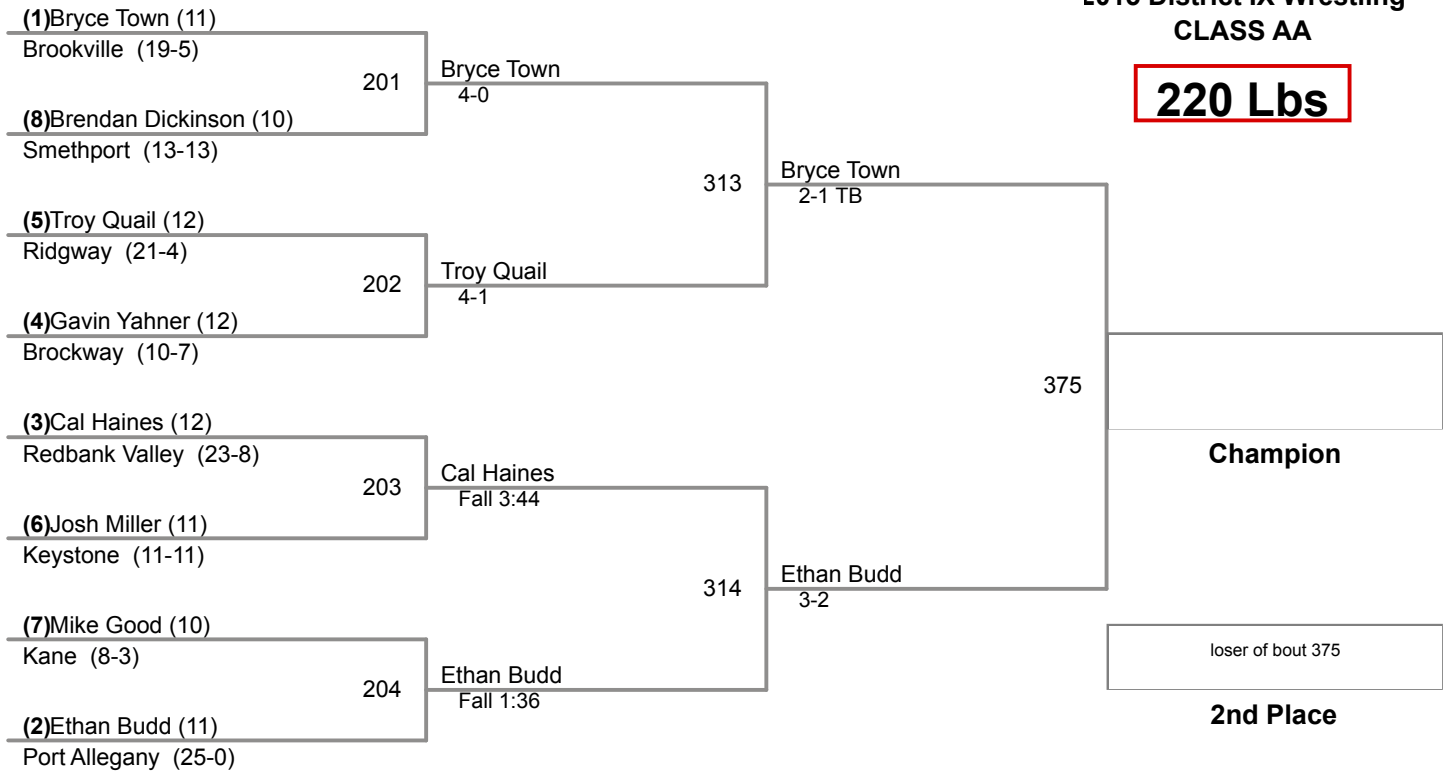 District IX Wrestling
CLASS AA
220 Lbs
(1)Bryce Town (11)
Brookville (19-5)
201
Bryce Town
4-0
(8)Brendan Dickinson (10)
Smethport (13-13)
313
Bryce Town
2-1 TB
(5)Troy Quail (12)
Ridgway (21-4)
202
Troy Quail
4-1
(4)Gavin Yahner (12)
Brockway (10-7)
375
Champion
(3)Cal Haines (12)
Redbank Valley (23-8)
203
Cal Haines
Fall 3:44
(6)Josh Miller (11)
Keystone (11-11)
314
Ethan Budd
3-2
(7)Mike Good (10)
Kane (8-3)
204
Ethan Budd
Fall 1:36
(2)Ethan Budd (11)
Port Allegany (25-0)
loser of bout 375
2nd Place